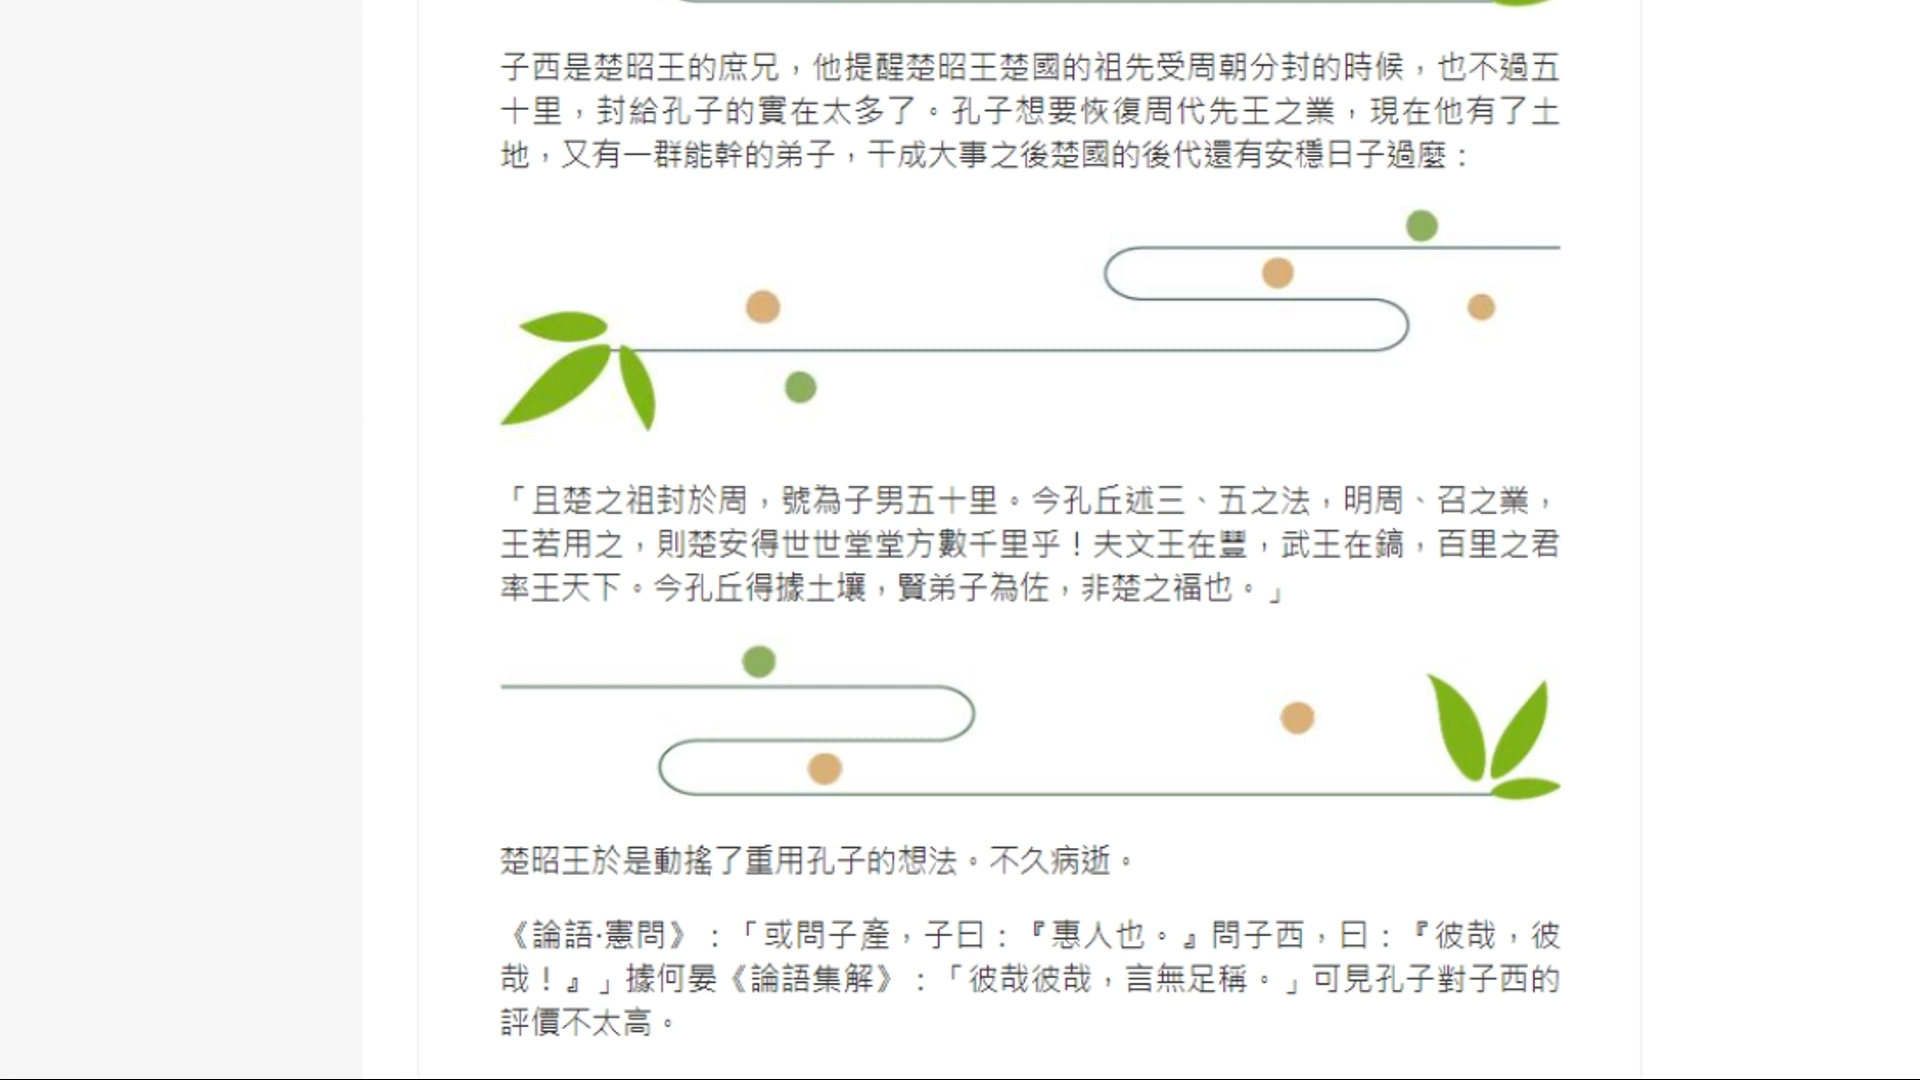 子西是楚昭王的庶兄，他提醒楚昭王楚國的祖先受周朝分封的時候，也不過五
十里，封給孔子的實在太多了。孔子想要恢復周代先王之業，現在他有了土
地，又有一群能幹的弟子，干成大事之後楚國的後代還有安穩日子過麼：
「且楚之祖封於周，號為子男五十里。今孔丘述三、五之法，明周、召之業，
王若用之，則楚安得世世堂堂方數千里乎！夫文王在豐，武王在鎬，百里之君
率王天下。今孔丘得據土壤，賢弟子為佐，非楚之福也。」
楚昭王於是動搖了重用孔子的想法。不久病逝。
《論語·憲問》：「或問子產，子曰：『惠人也。』問子西，曰：『彼哉，彼
哉！』」據何晏《論語集解》：「彼哉彼哉，言無足稱。」可見孔子對子西的
評價不太高。